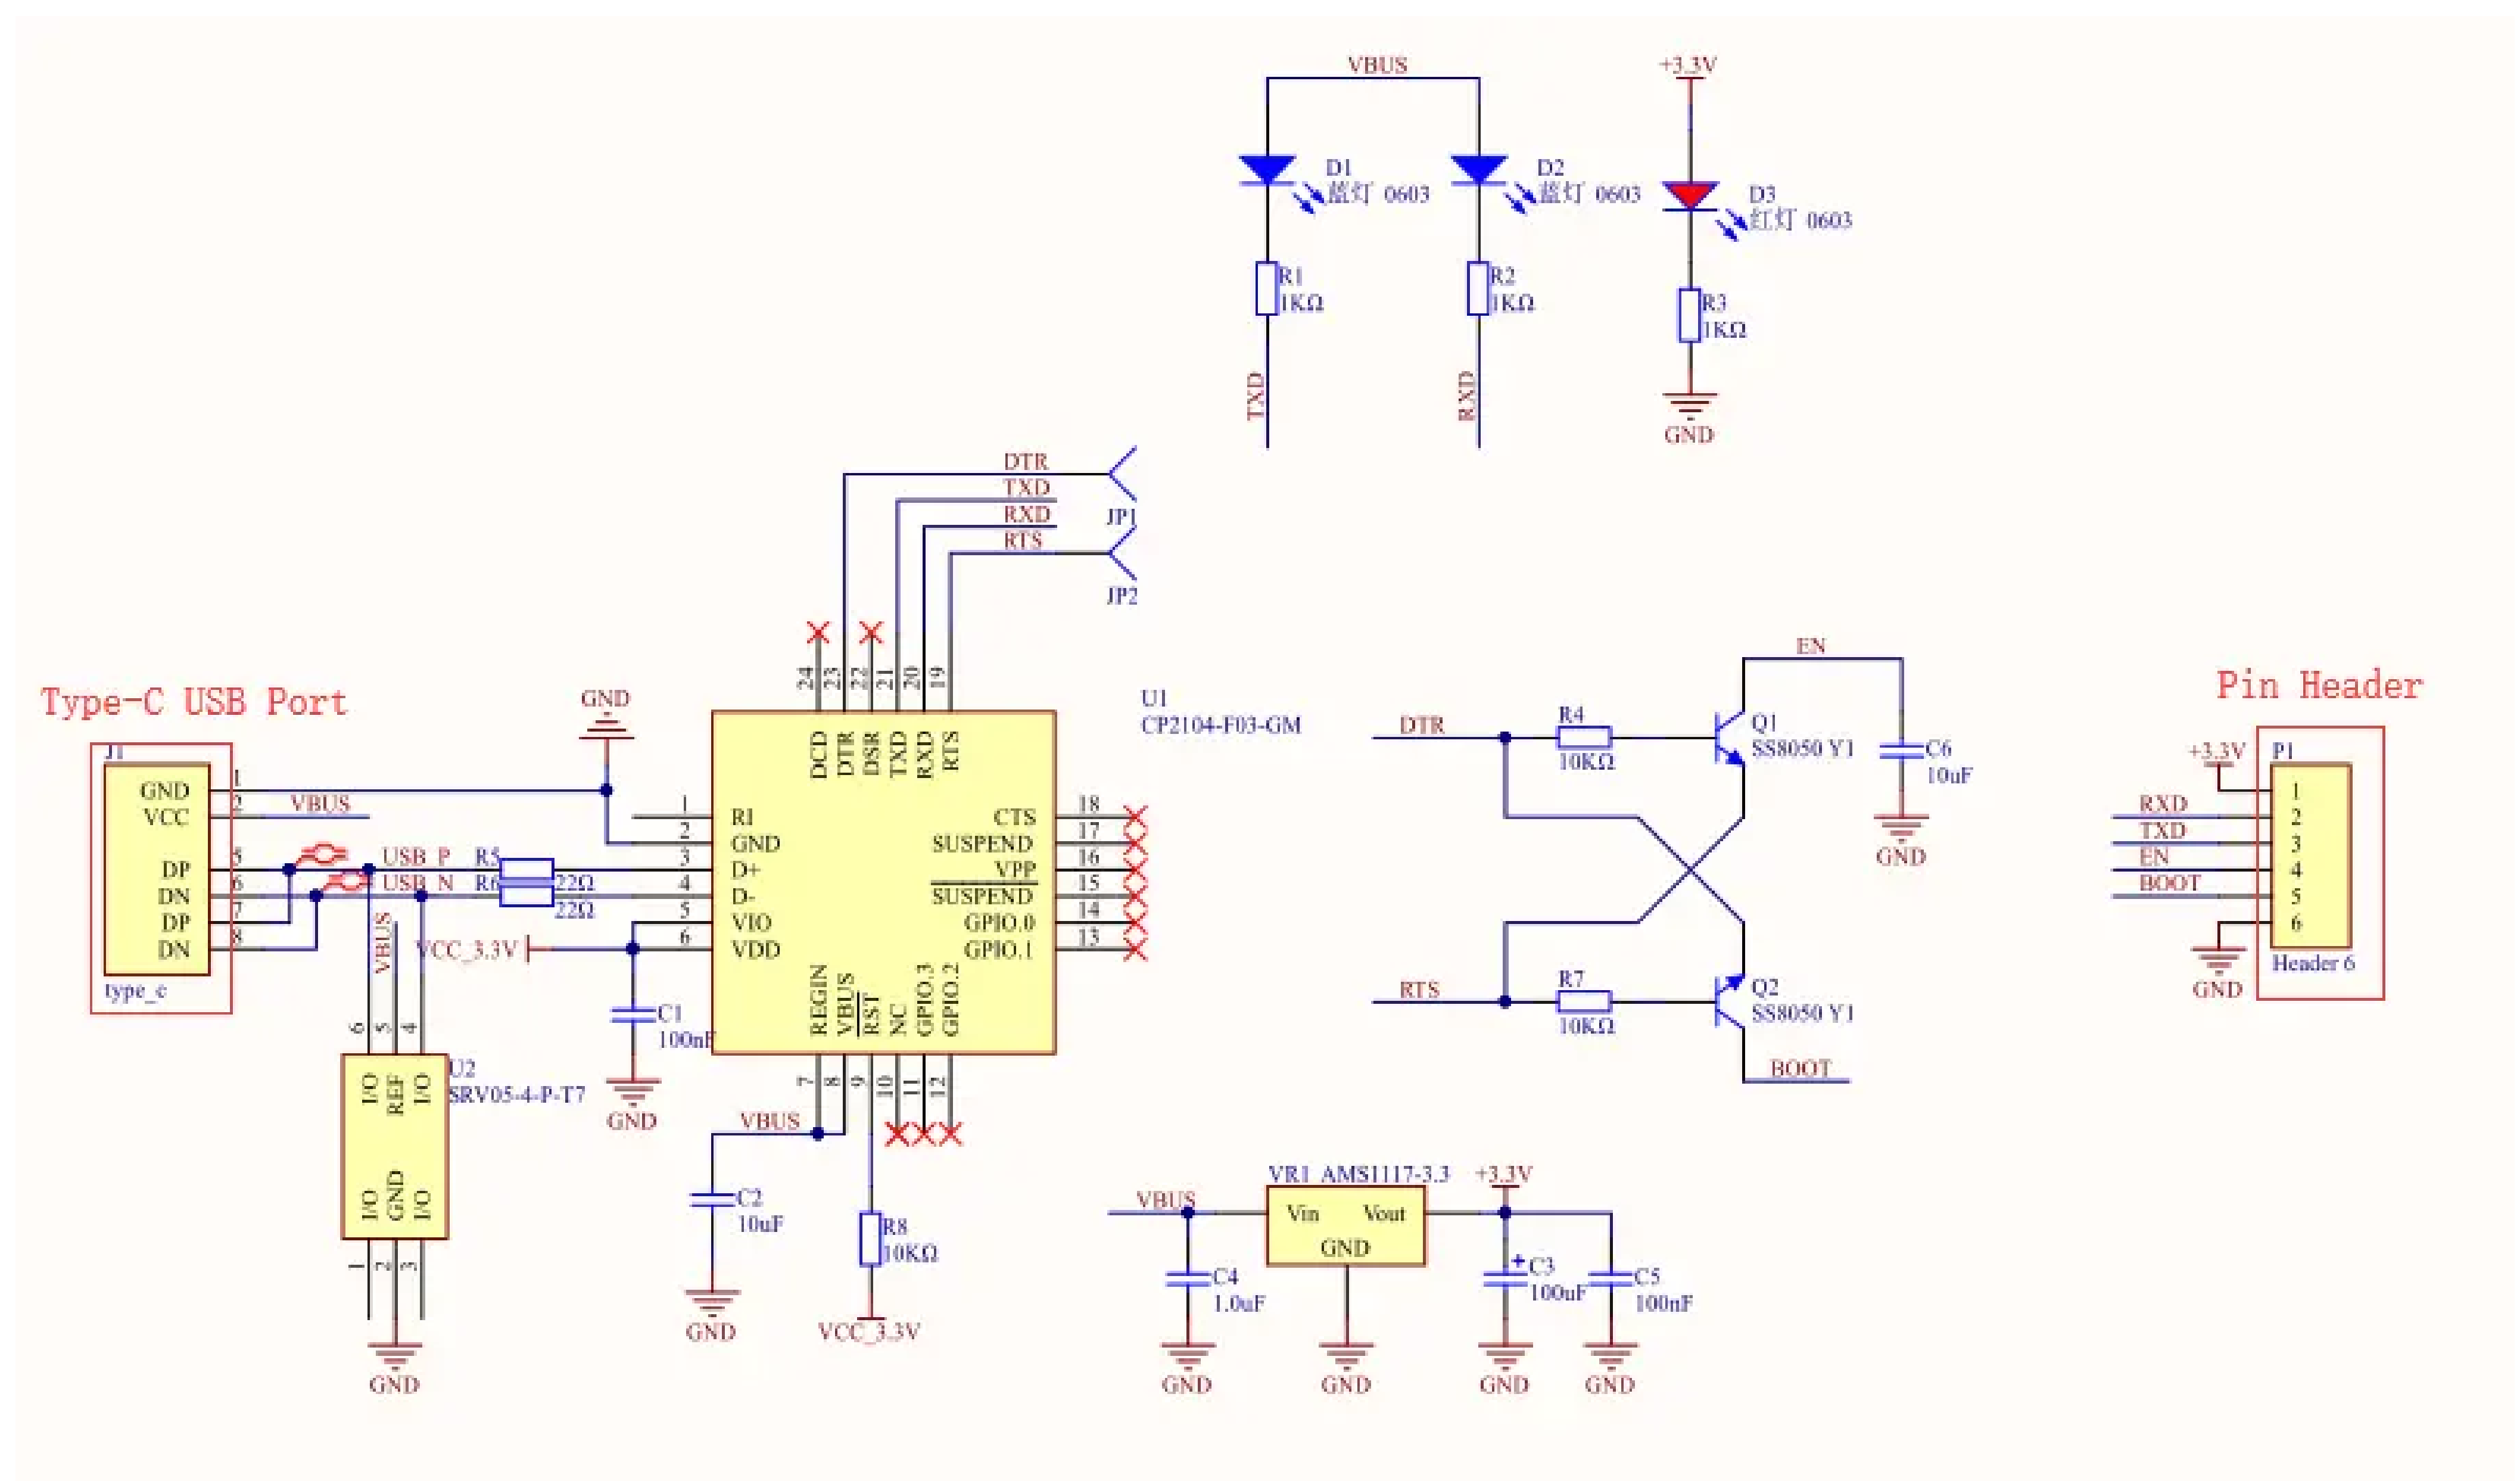 VBUS
+3.3V
D1
蓝灯 0603
D2
蓝灯 0603
D3
红灯 0603
R1
1KΩ
R2
1KΩ
R3
1KΩ
TXD
RXD
GND
DTR
TXD
JP1
RXD
RTS
JP2
24
23
22
21
20
19
DCD
DTR
DSR
TXD
RXD
RTS
U1
CP2104-F03-GM
Type-C USB Port
J1
GND
VCC
DP
DN
DP
DN
type_c
1
2
5
6
7
8
VBUS
GND
USB_P
USB_N
R5
22Ω
R6
22Ω
VBUS
VCC_3.3V
1
2
3
4
5
6
RI
GND
D+
D-
VIO
VDD
CTS
SUSPEND
VPP
SUSPEND
GPIO.0
GPIO.1
18
17
16
15
14
13
REGIN
VBUS
RST
NC
GPIO.3
GPIO.2
7
8
9
10
11
12
C1
100nF
GND
6
5
4
I/O
REF
I/O
U2
SRV05-4-P-T7
I/O
GND
I/O
1
2
3
GND
VBUS
C2
10uF
GND
R8
10KΩ
VCC_3.3V
DTR
R4
10KΩ
Q1
SS8050 Y1
EN
C6
10uF
GND
RTS
R7
10KΩ
Q2
SS8050 Y1
BOOT
VBUS
VR1 AMS1117-3.3
+3.3V
Vin
Vout
GND
C4
1.0uF
+
C3
100uF
C5
100nF
GND
GND
GND
GND
Pin Header
+3.3V
P1
RXD
TXD
EN
BOOT
1
2
3
4
5
6
GND
Header 6